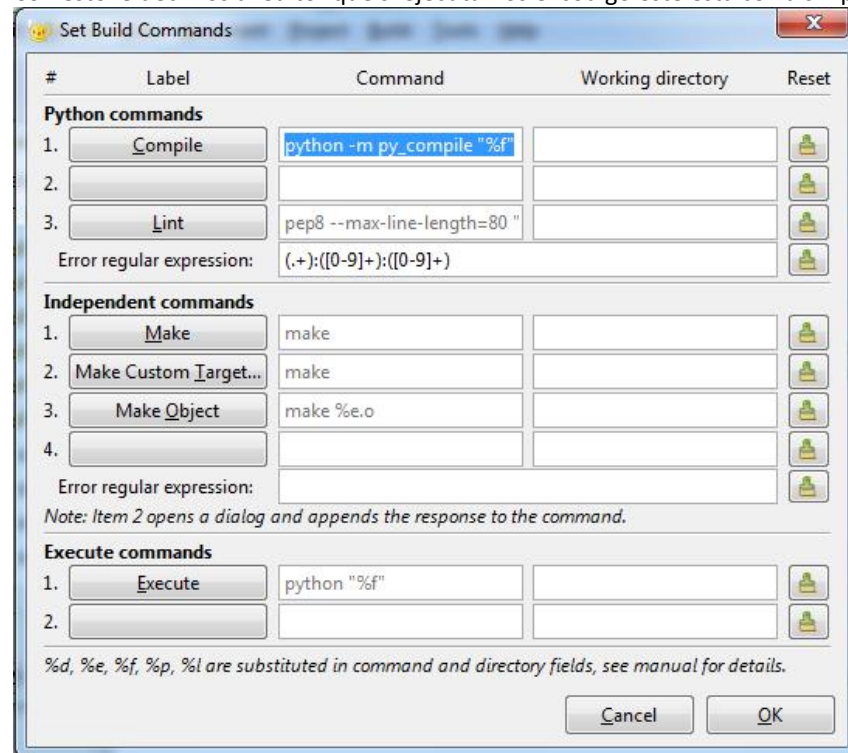 Set Build Commands
# Label Command Working directory Reset
Python commands
1. Compile python -m py_compile "%f"
2.
3. Lint pep8 --max-line-length=80 "
Error regular expression: (.+):([0-9]+):([0-9]+)
Independent commands
1. Make make
2. Make Custom Target... make
3. Make Object make %e.o
4.
Error regular expression:
Note: Item 2 opens a dialog and appends the response to the command.
Execute commands
1. Execute python "%f"
2.
%d, %e, %f, %p, %l are substituted in command and directory fields, see manual for details.
Cancel OK